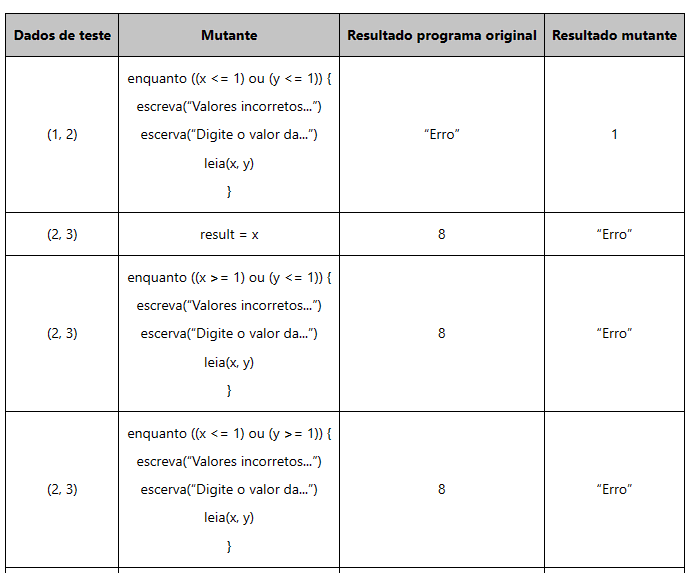 Dados de teste Mutante Resultado programa original Resultado mutante
enquanto ((x <= 1) ou (y <= 1)) {
escreva(“Valores incorretos...”)
(1, 2) escerva(“Digite o valor da...”) “Erro” 1
leia(x, y)
}
(2, 3) result = x 8 “Erro”
enquanto ((x >= 1) ou (y <= 1)) {
escreva(“Valores incorretos...”)
(2, 3) escerva(“Digite o valor da...”) 8 “Erro”
leia(x, y)
}
enquanto ((x <= 1) ou (y >= 1)) {
escreva(“Valores incorretos...”)
(2, 3) escerva(“Digite o valor da...”) 8 “Erro”
leia(x, y)
}